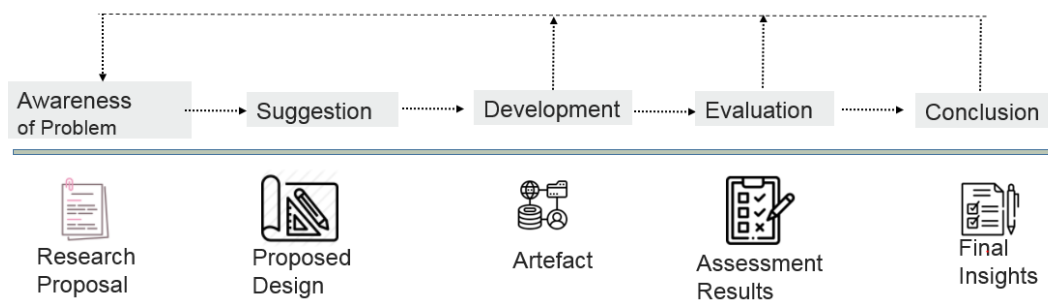 Awareness
of Problem
Suggestion
Development
Evaluation
Conclusion
Research
Proposal
Proposed
Design
Artefact
Assessment
Results
Final
Insights